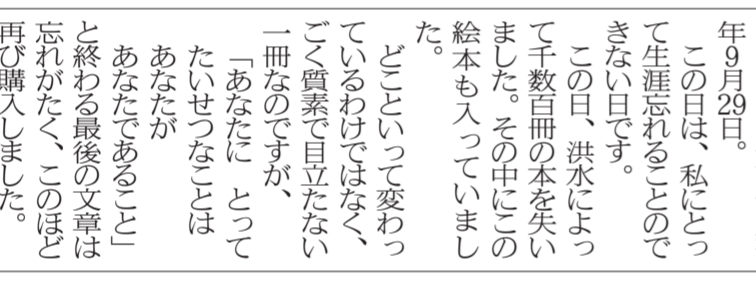 年９月29日。
　この日は、私にとっ
て生涯忘れることので
きない日です。
　この日、洪水によっ
て千数百冊の本を失い
ました。その中にこの
絵本も入っていまし
た。
　どこといって変わっ
ているわけではなく、
ごく質素で目立たない
一冊なのですが、
　「あなたに　とって
　たいせつなことは
　あなたが
　あなたであること」
と終わる最後の文章は
忘れがたく、このほど
再び購入しました。